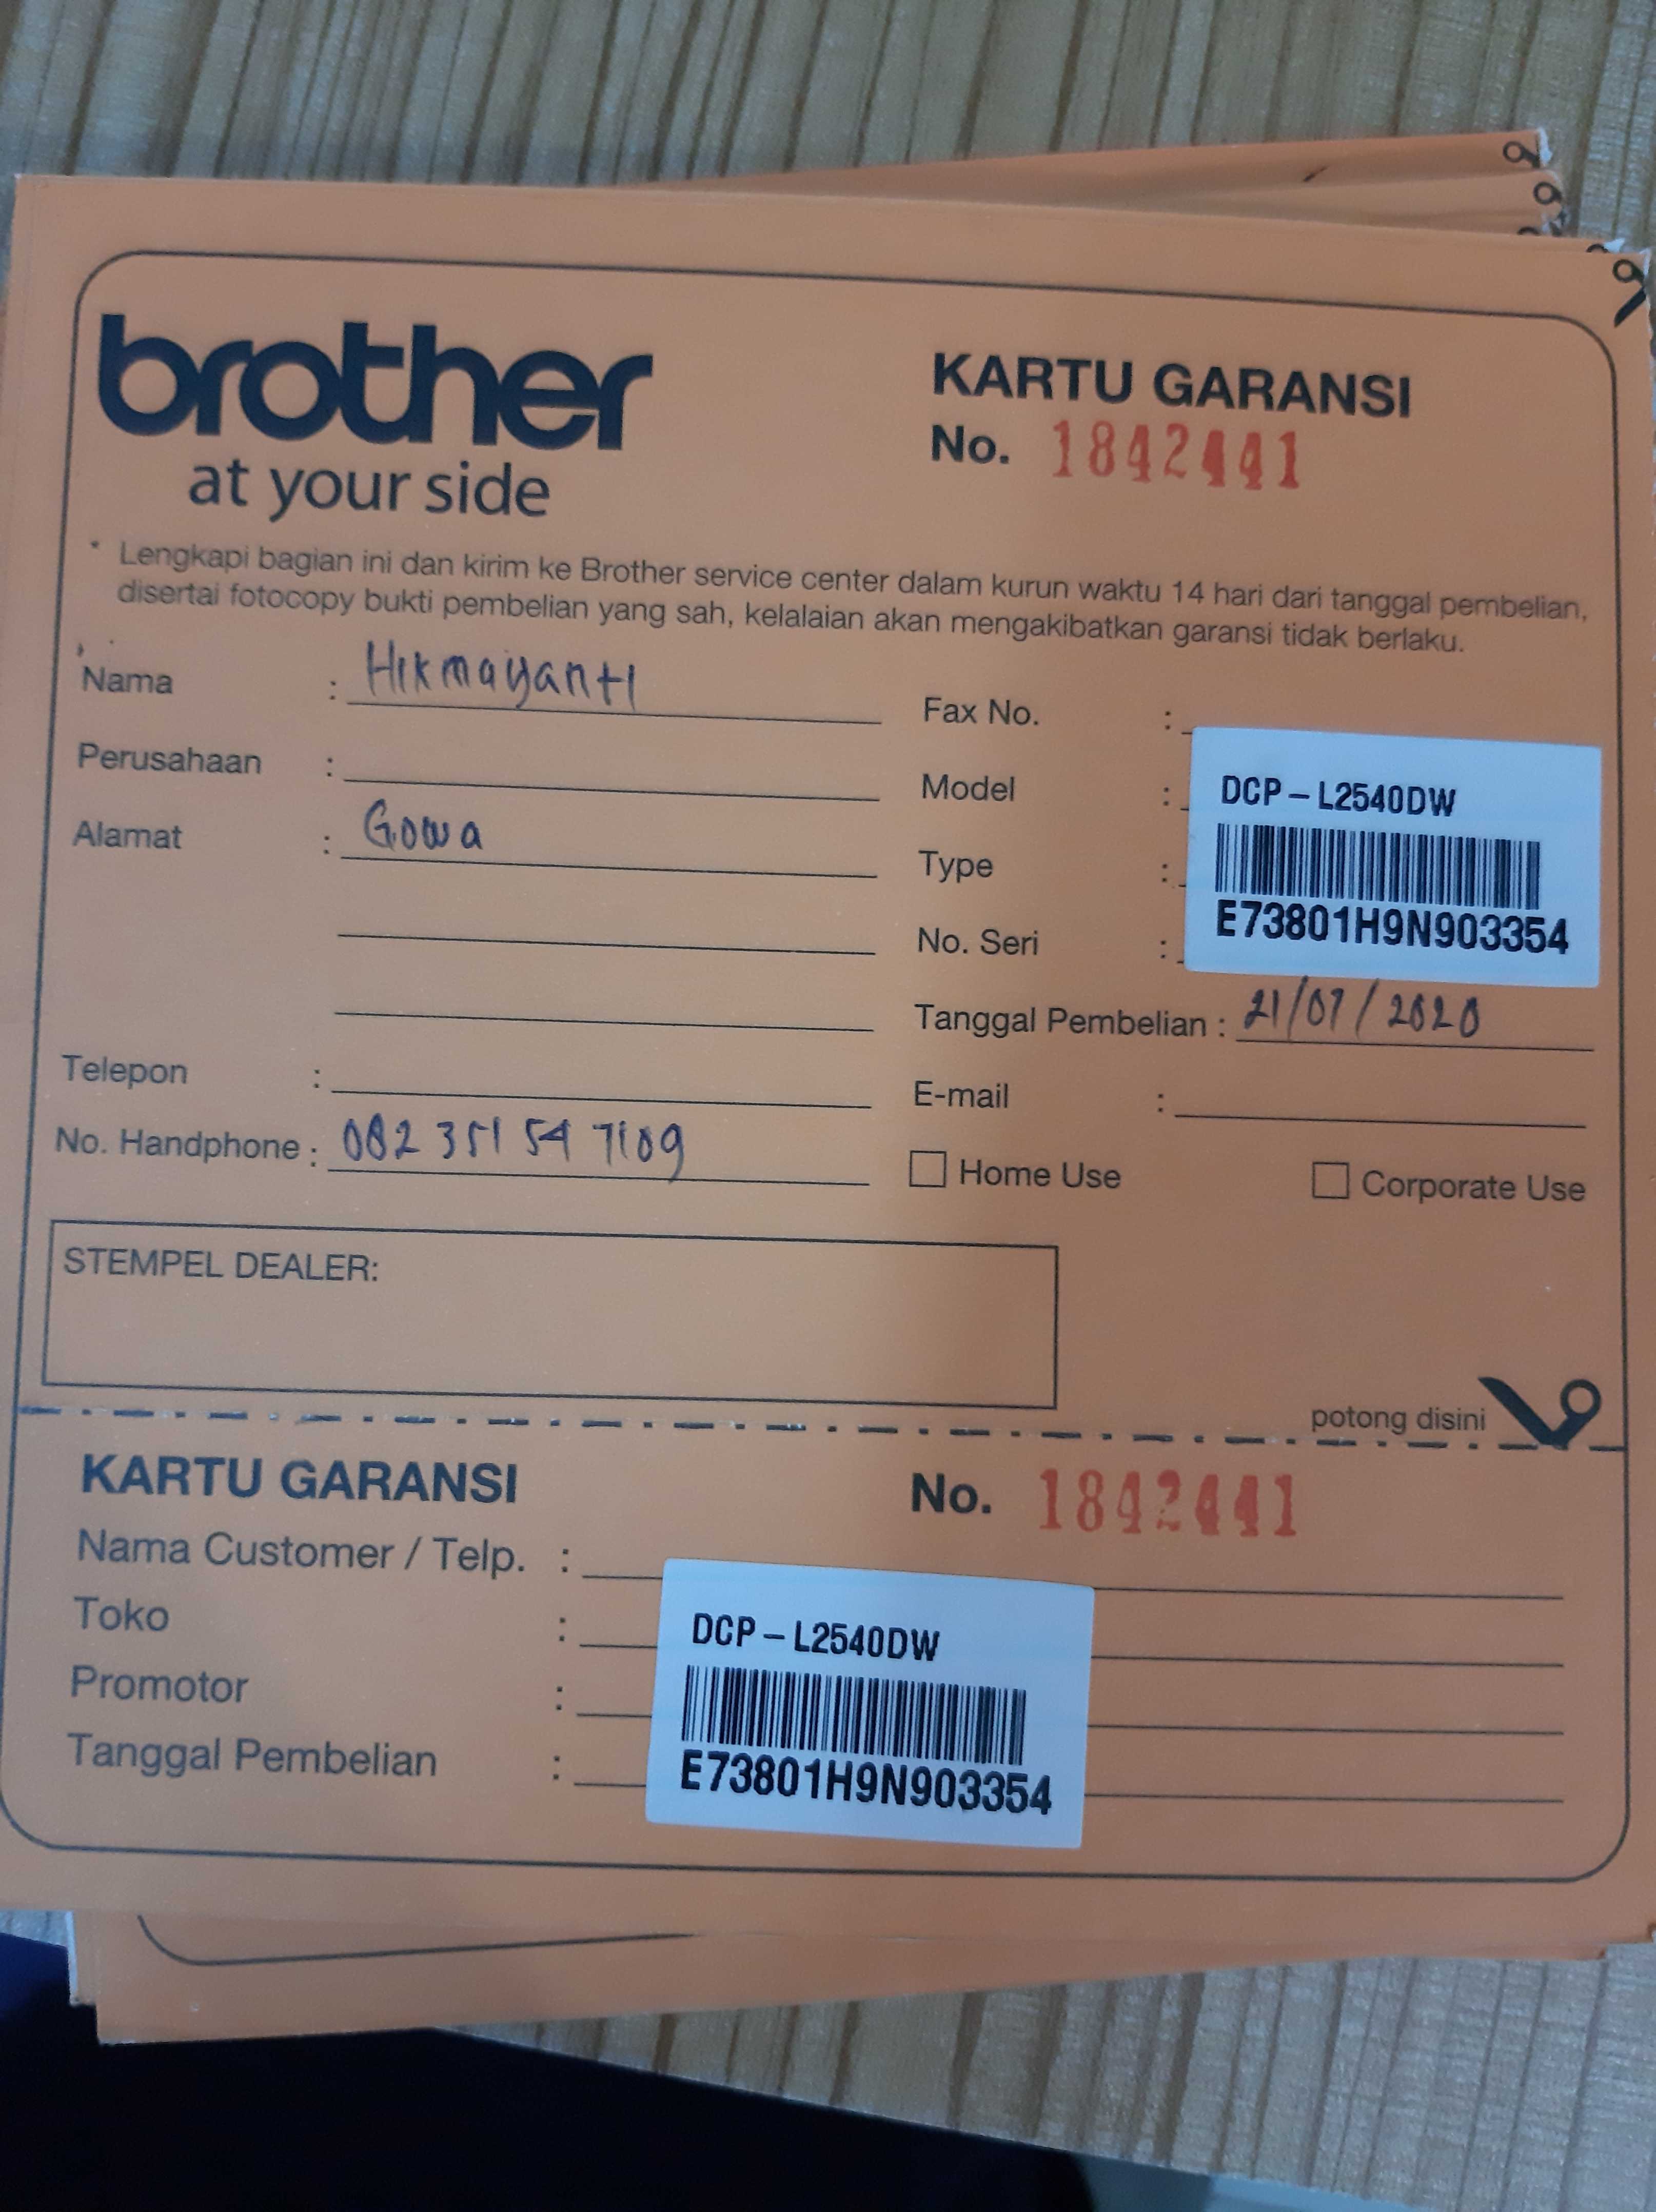 brother
at your side
KARTU GARANSI
No. 1842441
* Lengkapi bagian ini dan kirim ke Brother service center dalam kurun waktu 14 hari dari tanggal pembelian,
disertai fotocopy bukti pembelian yang sah, kelalaian akan mengakibatkan garansi tidak berlaku.
Nama : Hikmayanti
Perusahaan :
Alamat : Gowa
Telepon :
No. Handphone : 082 351 54 7109
Fax No. :
Model : DCP-L2540DW
Type :
No. Seri : E73801H9N903354
Tanggal Pembelian : 21/07/2020
E-mail :
Home Use Corporate Use
STEMPEL DEALER:
potong disini
KARTU GARANSI
No. 1842441
Nama Customer / Telp. :
Toko :
Promotor :
Tanggal Pembelian :
DCP-L2540DW
E73801H9N903354